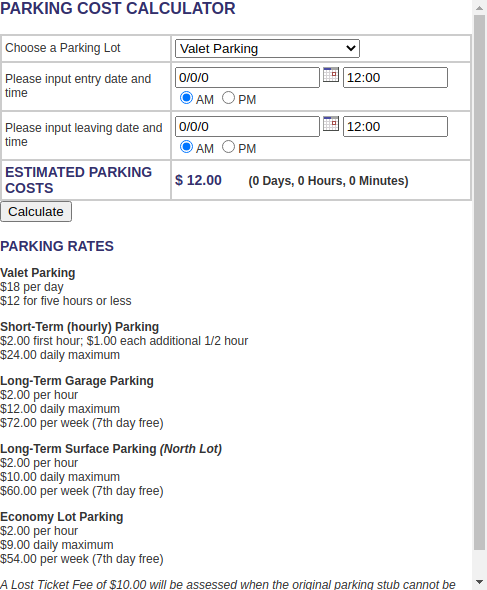 PARKING COST CALCULATOR
Choose a Parking Lot
Valet Parking
Please input entry date and
time
0/0/0
12:00
AM
PM
Please input leaving date and
time
0/0/0
12:00
AM
PM
ESTIMATED PARKING
COSTS
$ 12.00 (0 Days, 0 Hours, 0 Minutes)
Calculate
PARKING RATES
Valet Parking
$18 per day
$12 for five hours or less
Short-Term (hourly) Parking
$2.00 first hour; $1.00 each additional 1/2 hour
$24.00 daily maximum
Long-Term Garage Parking
$2.00 per hour
$12.00 daily maximum
$72.00 per week (7th day free)
Long-Term Surface Parking (North Lot)
$2.00 per hour
$10.00 daily maximum
$60.00 per week (7th day free)
Economy Lot Parking
$2.00 per hour
$9.00 daily maximum
$54.00 per week (7th day free)
A Lost Ticket Fee of $10.00 will be assessed when the original parking stub cannot be